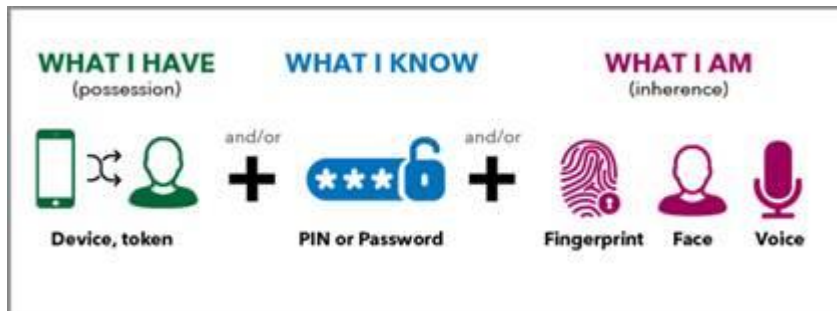 WHAT I HAVE
(possession)
WHAT I KNOW
WHAT I AM
(inherence)
and/or
and/or
***
Device, token
PIN or Password
Fingerprint
Face
Voice